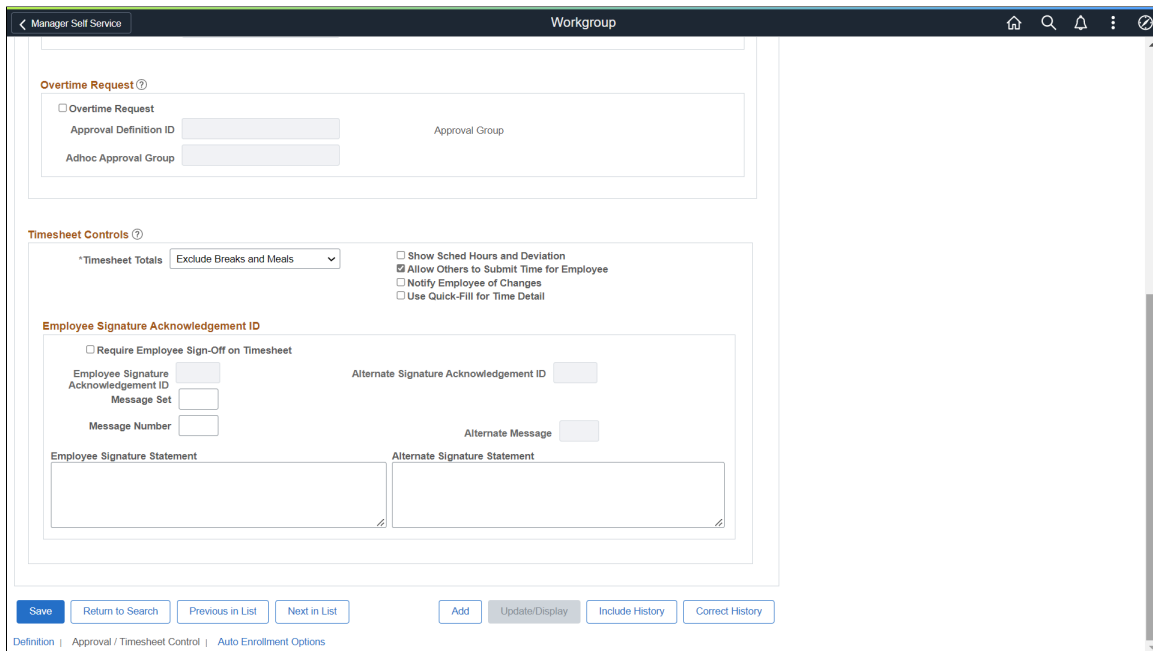 Manager Self Service
Workgroup
Overtime Request
Overtime Request
Approval Definition ID
Approval Group
Adhoc Approval Group
Timesheet Controls
*Timesheet Totals
Exclude Breaks and Meals
Show Sched Hours and Deviation
Allow Others to Submit Time for Employee
Notify Employee of Changes
Use Quick-Fill for Time Detail
Employee Signature Acknowledgement ID
Require Employee Sign-Off on Timesheet
Employee Signature
Acknowledgement ID
Alternate Signature Acknowledgement ID
Message Set
Message Number
Alternate Message
Employee Signature Statement
Alternate Signature Statement
Save
Return to Search
Previous in List
Next in List
Add
Update/Display
Include History
Correct History
Definition | Approval / Timesheet Control | Auto Enrollment Options